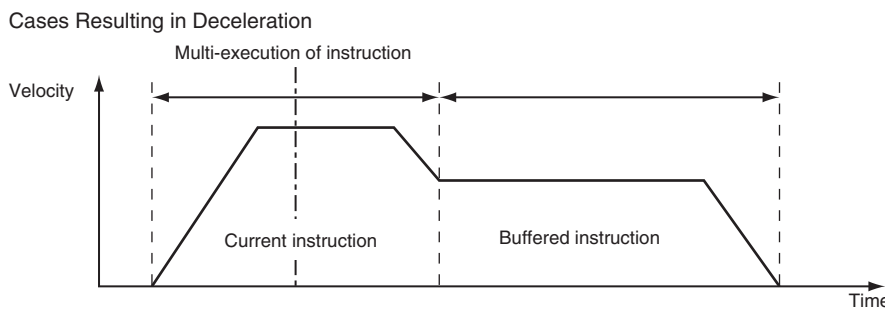 Cases Resulting in Deceleration
Multi-execution of instruction
Velocity
Current instruction
Buffered instruction
Time